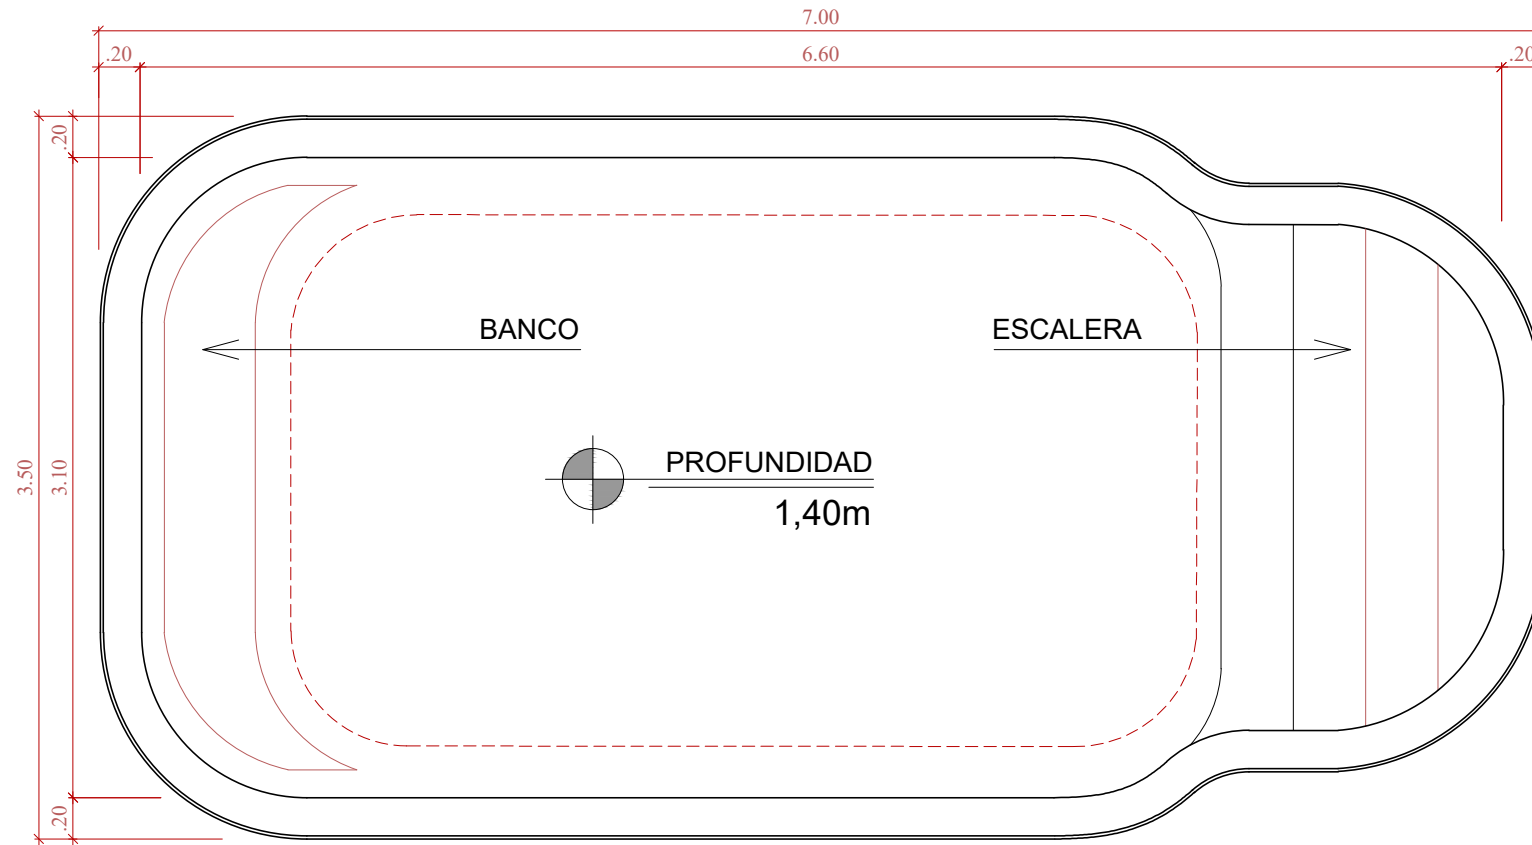 7.00
.20
6.60
.20
.20
BANCO
ESCALERA
3.50
3.10
PROFUNDIDAD
1,40m
.20